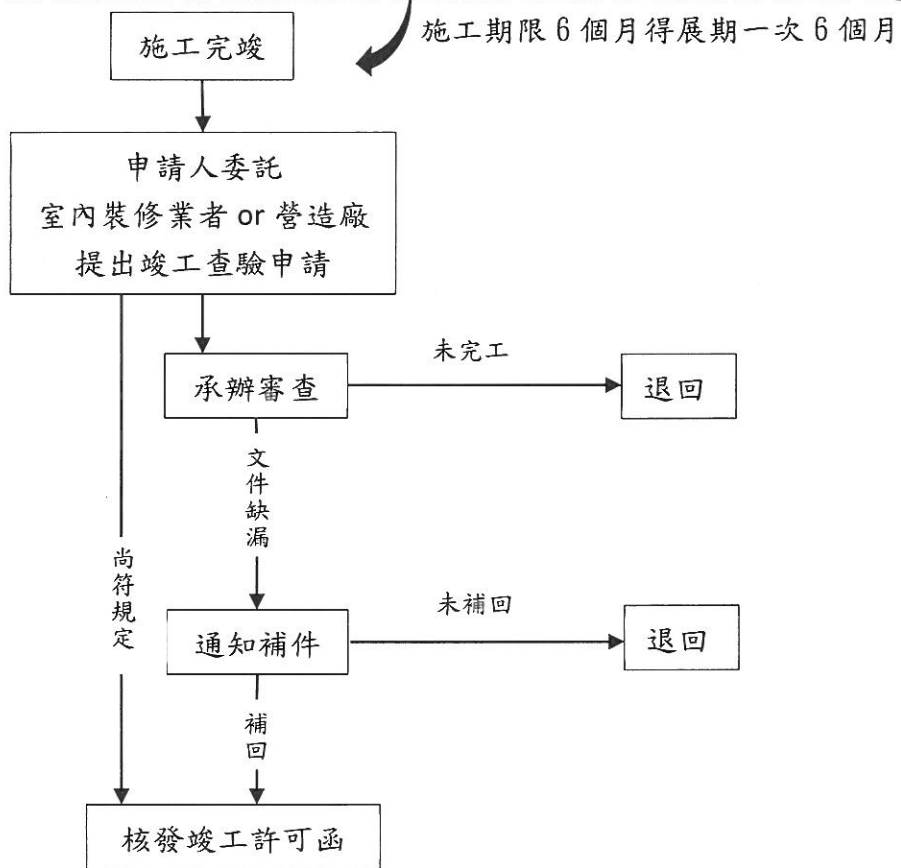 施工期限 6 個月得展期一次 6 個月
施工完竣
申請人委託
室內裝修業者 or 營造廠
提出竣工查驗申請
承辦審查
未完工
退回
文件缺漏
尚符規定
通知補件
未補回
退回
補回
核發竣工許可函